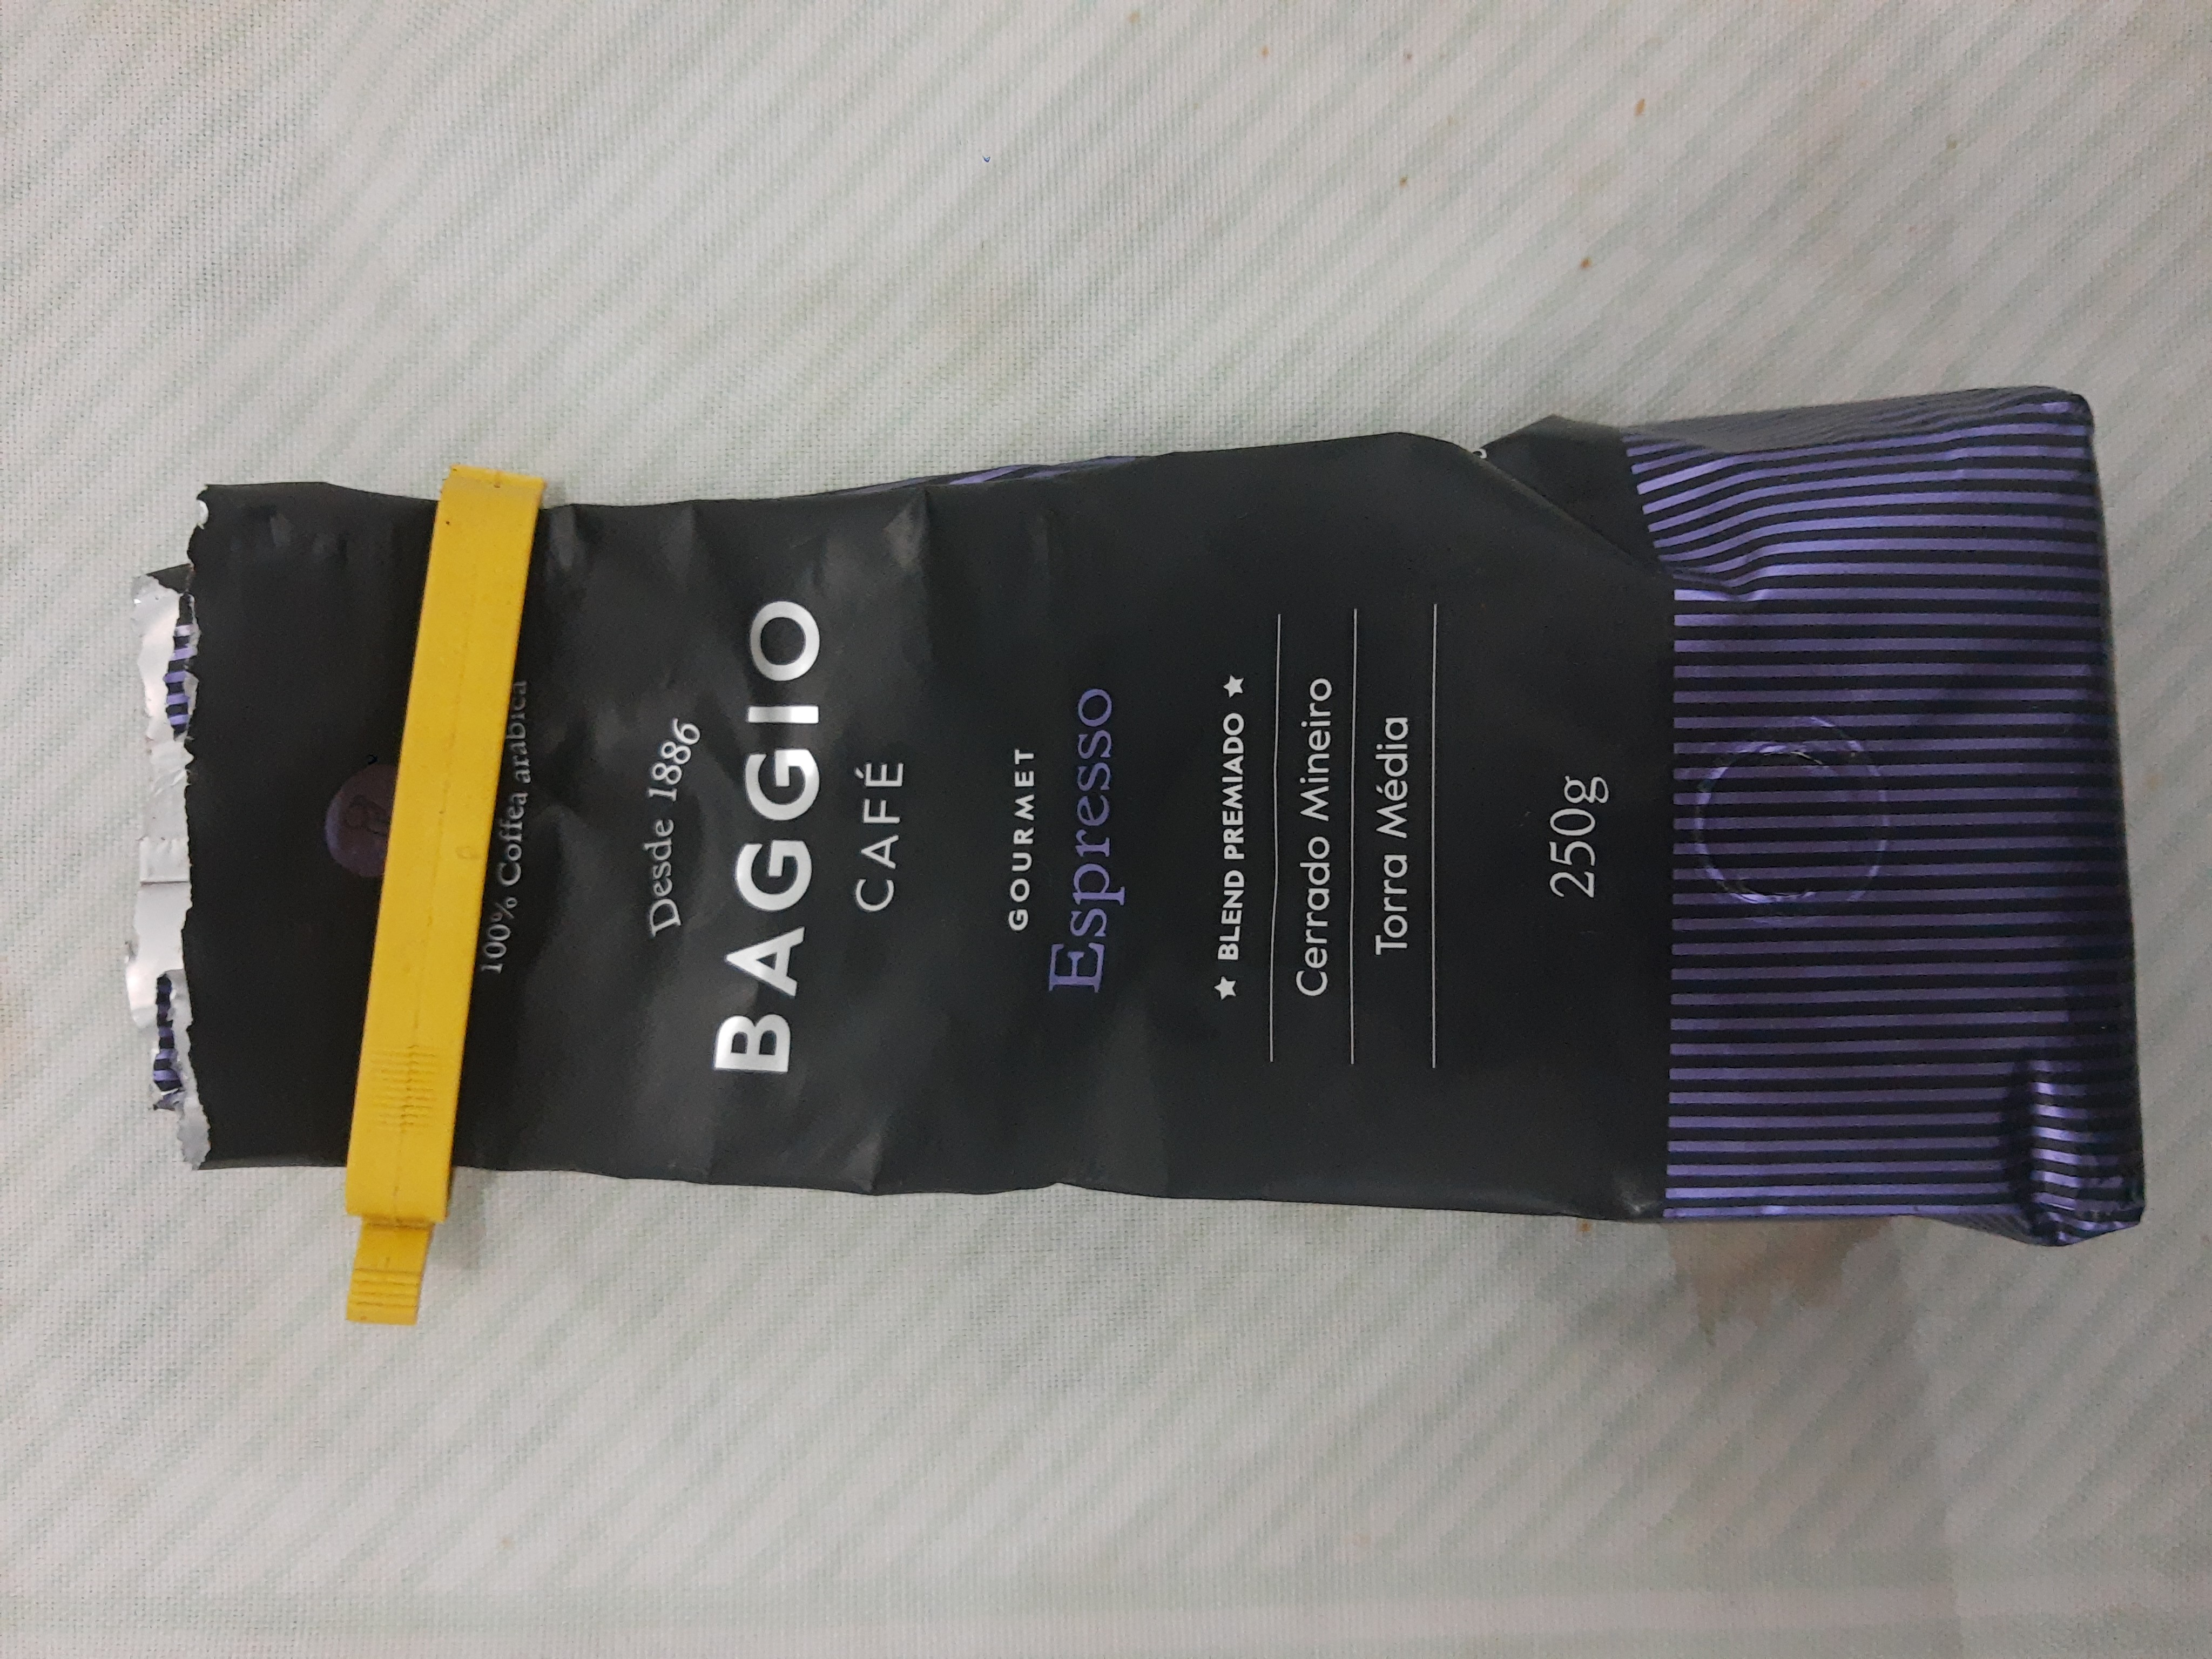 100% Coffea arabica
Desde 1886
BAGGIO
CAFÉ
GOURMET
Espresso
★ BLEND PREMIADO ★
Cerrado Mineiro
Torra Média
250g